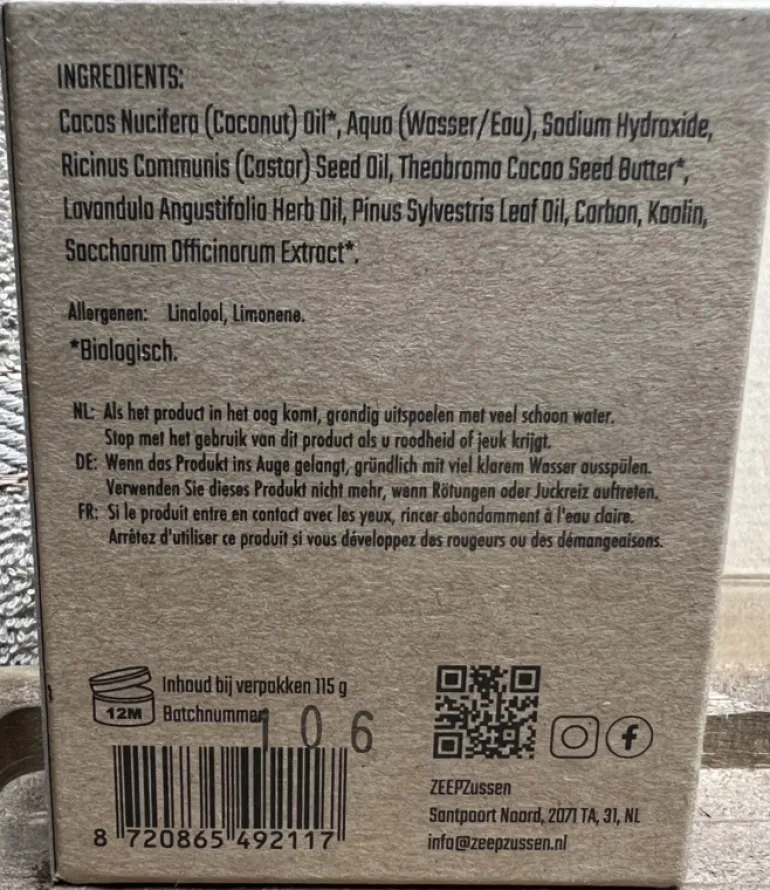 INGREDIENTS:
Cocos Nucifera (Coconut) Oil*, Aqua (Wasser/Eau), Sodium Hydroxide,
Ricinus Communis (Castor) Seed Oil, Theobroma Cacao Seed Butter*,
Lavandula Angustifolia Herb Oil, Pinus Sylvestris Leaf Oil, Carbon, Kaolin,
Saccharum Officinarum Extract*.
Allergenen: Linalool, Limonene.
*Biologisch.
NL: Als het product in het oog komt, grondig uitspoelen met veel schoon water.
Stop met het gebruik van dit product als u roodheid of jeuk krijgt.
DE: Wenn das Produkt ins Auge gelangt, gründlich mit viel klarem Wasser ausspülen.
Verwenden Sie dieses Produkt nicht mehr, wenn Rötungen oder Juckreiz auftreten.
FR: Si le produit entre en contact avec les yeux, rincer abondamment à l'eau claire.
Arrêtez d'utiliser ce produit si vous développez des rougeurs ou des démangeaisons.
12M
Inhoud bij verpakken 115 g
Batchnummer 106
8 720865 492117
ZEEPZussen
Santpoort Noord, 2071 TA, 31, NL
info@zeepzussen.nl